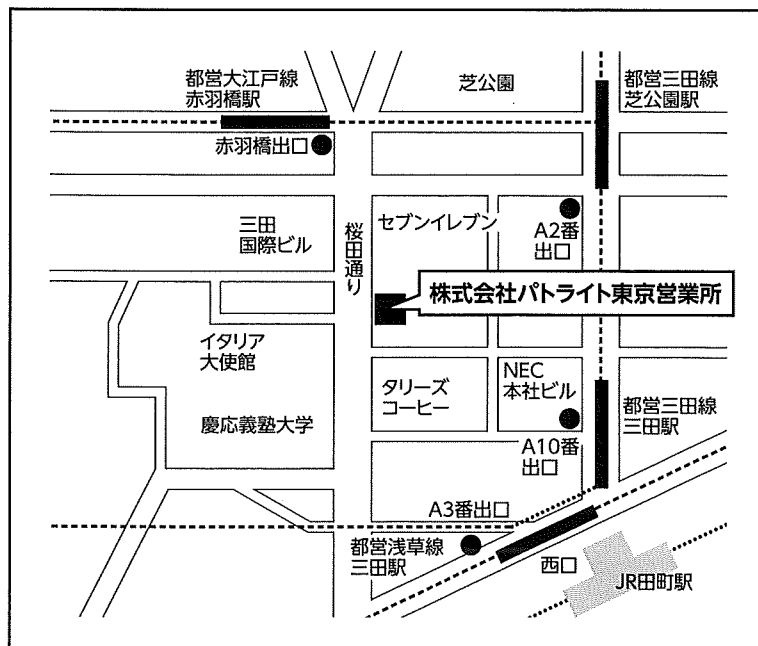 都営大江戸線
赤羽橋駅
芝公園
都営三田線
芝公園駅
赤羽橋出口
三田
国際ビル
桜田通り
セブンイレブン
A2番
出口
株式会社パトライト東京営業所
イタリア
大使館
タリーズ
コーヒー
NEC
本社ビル
都営三田線
三田駅
慶応義塾大学
A10番
出口
A3番出口
都営浅草線
三田駅
西口
JR田町駅